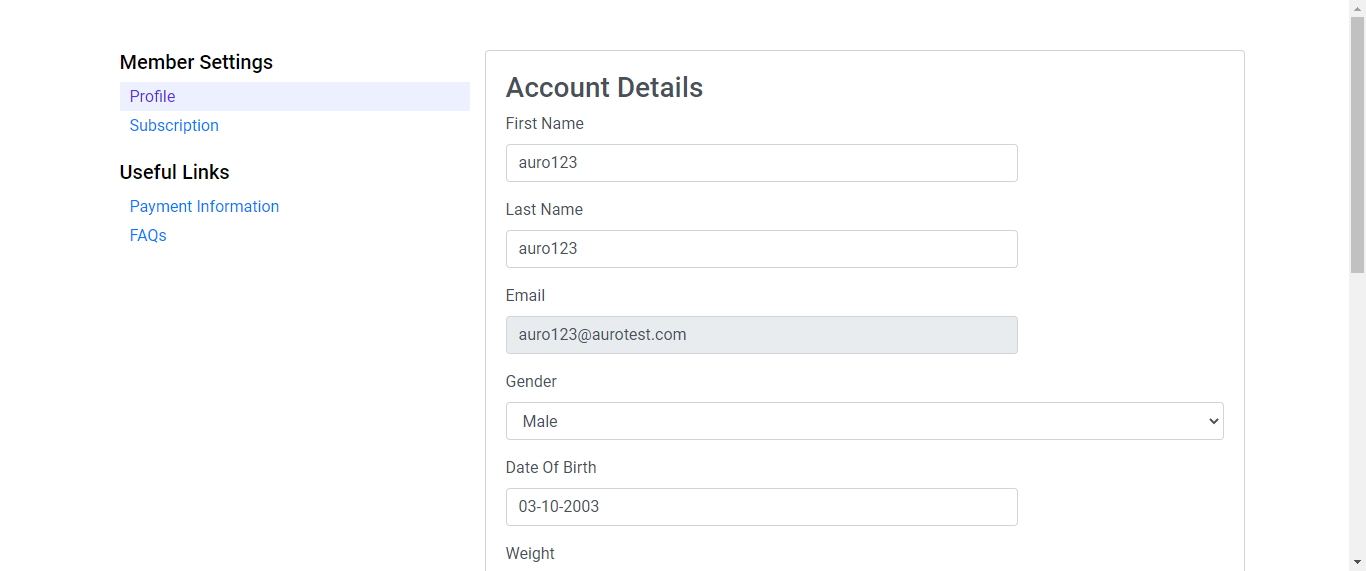 Member Settings
Profile
Subscription
Useful Links
Payment Information
FAQs
Account Details
First Name
auro123
Last Name
auro123
Email
auro123@aurotest.com
Gender
Male
Date Of Birth
03-10-2003
Weight